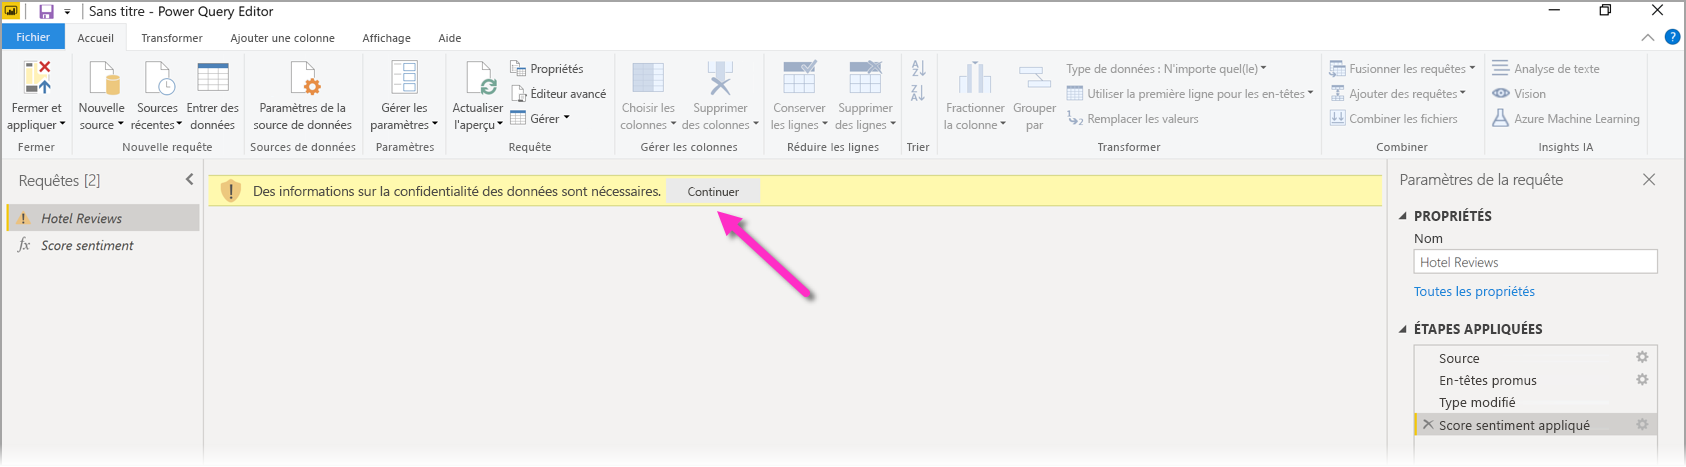 Sans titre - Power Query Editor
Fichier Accueil Transformer Ajouter une colonne Affichage Aide ?
Fermer et appliquer
Nouvelle source
Sources récentes
Entrer des données
Paramètres de la source de données
Gérer les paramètres
Actualiser l'aperçu
Propriétés
Éditeur avancé
Gérer
Choisir les colonnes
Supprimer des colonnes
Conserver les lignes
Supprimer des lignes
Fractionner la colonne
Grouper par
Type de données : N'importe quel(le)
Utiliser la première ligne pour les en-têtes
Remplacer les valeurs
Fusionner les requêtes
Ajouter des requêtes
Combiner les fichiers
Analyse de texte
Vision
Azure Machine Learning
Fermer Nouvelle requête Sources de données Paramètres Requête Gérer les colonnes Réduire les lignes Trier Transformer Combiner Insights IA
Requêtes [2]
Hotel Reviews
fx Score sentiment
Des informations sur la confidentialité des données sont nécessaires. Continuer
Paramètres de la requête
PROPRIÉTÉS
Nom
Hotel Reviews
Toutes les propriétés
ÉTAPES APPLIQUÉES
Source
En-têtes promus
Type modifié
Score sentiment appliqué